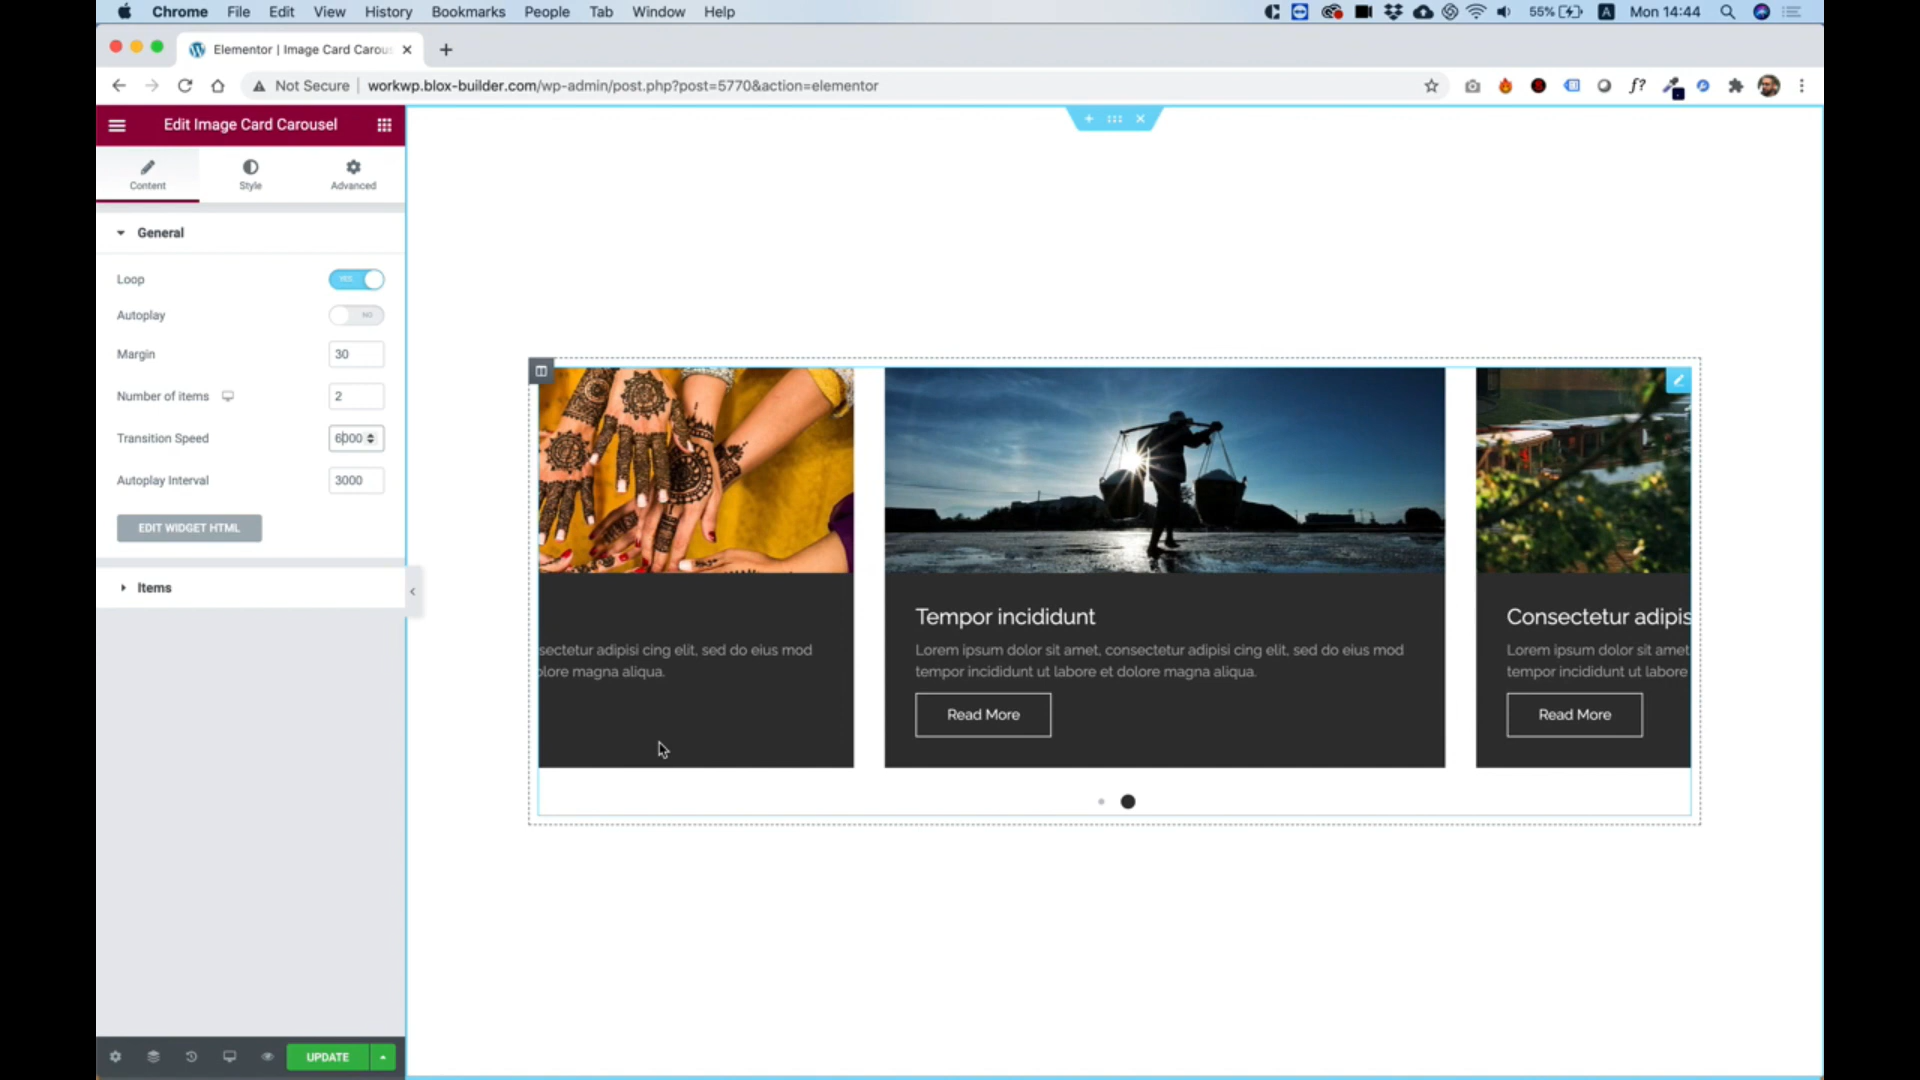 Chrome File Edit View History Bookmarks People Tab Window Help
55% A Mon 14:44
Elementor | Image Card Carous
Not Secure workwp.blox-builder.com/wp-admin/post.php?post=5770&action=elementor
f?
Edit Image Card Carousel
Content Style Advanced
General
Loop YES
Autoplay NO
Margin 30
Number of items 2
Transition Speed 6000
Autoplay Interval 3000
EDIT WIDGET HTML
Items
UPDATE
sectetur adipisi cing elit, sed do eius mod
olore magna aliqua.
Tempor incididunt
Lorem ipsum dolor sit amet, consectetur adipisi cing elit, sed do eius mod
tempor incididunt ut labore et dolore magna aliqua.
Read More
Consectetur adipis
Lorem ipsum dolor sit amet
tempor incididunt ut labore
Read More